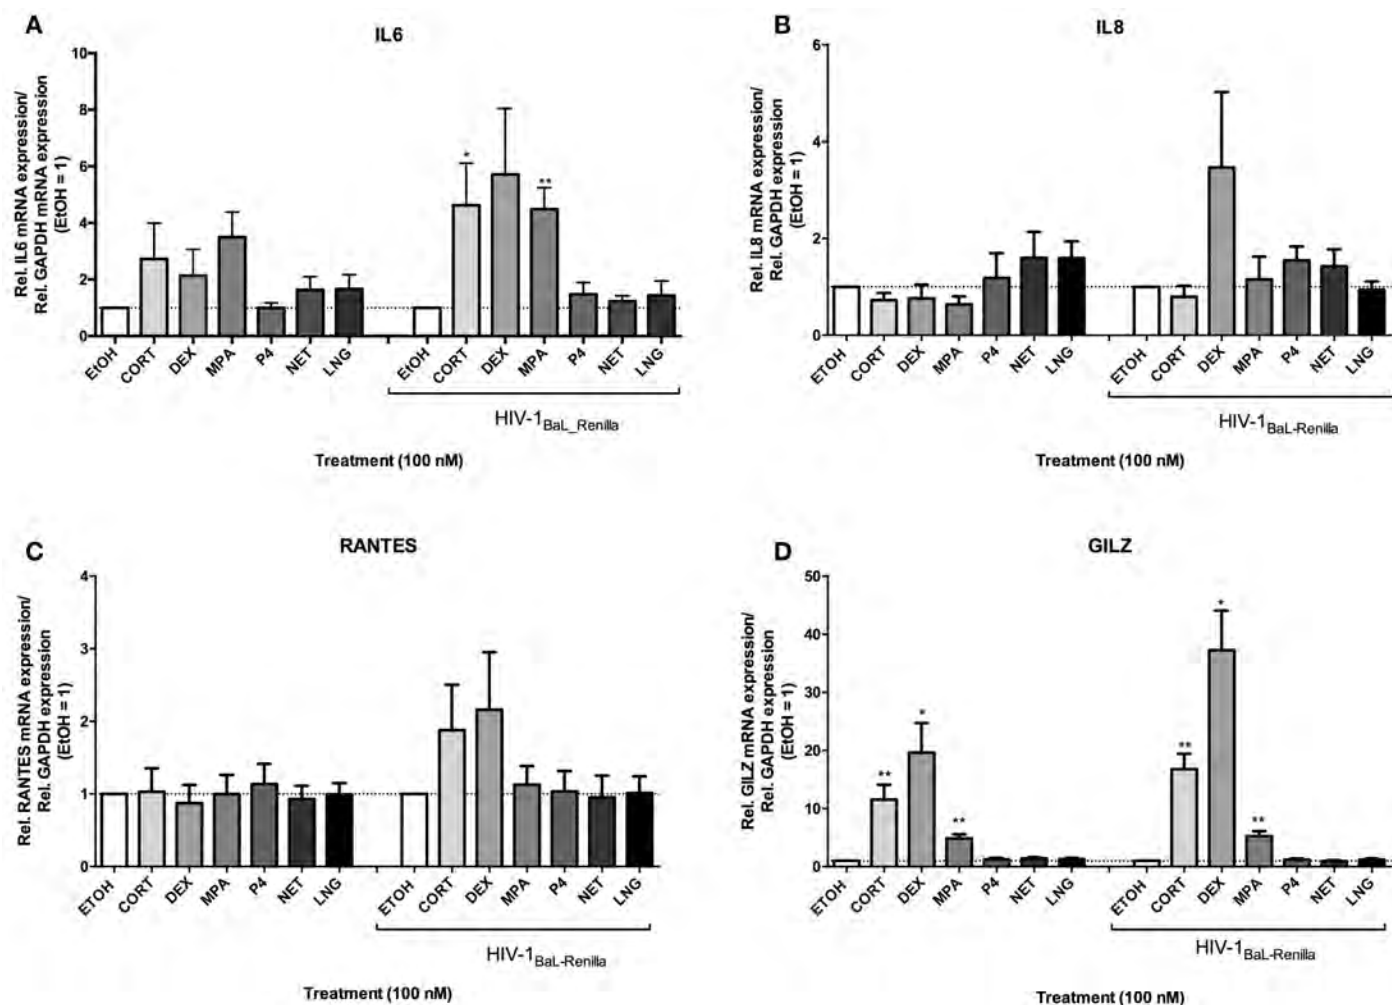 A
IL6
Rel. IL6 mRNA expression/
Rel. GAPDH mRNA expression
(EtOH = 1)
10
8
6
4
2
0
*
**
EtOH CORT DEX MPA P4 NET LNG EtOH CORT DEX MPA P4 NET LNG
HIV-1BaL_Renilla
Treatment (100 nM)
B
IL8
Rel. IL8 mRNA expression/
Rel. GAPDH expression
(EtOH = 1)
6
4
2
0
ETOH CORT DEX MPA P4 NET LNG ETOH CORT DEX MPA P4 NET LNG
HIV-1BaL-Renilla
Treatment (100 nM)
C
RANTES
Rel. RANTES mRNA expression/
Rel. GAPDH expression
(EtOH = 1)
4
3
2
1
0
ETOH CORT DEX MPA P4 NET LNG ETOH CORT DEX MPA P4 NET LNG
HIV-1BaL-Renilla
Treatment (100 nM)
D
GILZ
Rel. GILZ mRNA expression/
Rel. GAPDH expression
(EtOH = 1)
50
40
30
20
10
0
** * ** ** * **
ETOH CORT DEX MPA P4 NET LNG ETOH CORT DEX MPA P4 NET LNG
HIV-1BaL-Renilla
Treatment (100 nM)